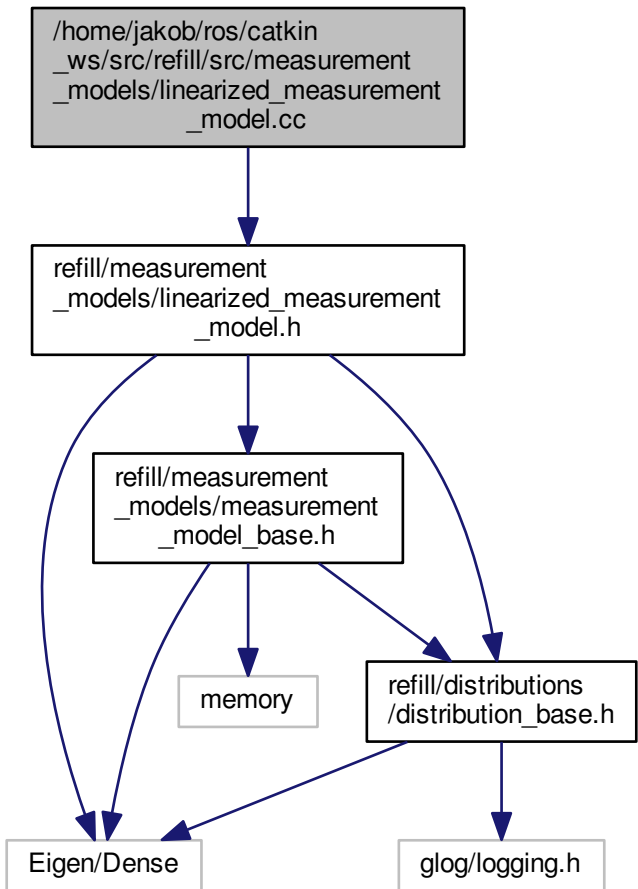 /home/jakob/ros/catkin
_ws/src/refill/src/measurement
_models/linearized_measurement
_model.cc
refill/measurement
_models/linearized_measurement
_model.h
refill/measurement
_models/measurement
_model_base.h
memory
refill/distributions
/distribution_base.h
Eigen/Dense
glog/logging.h